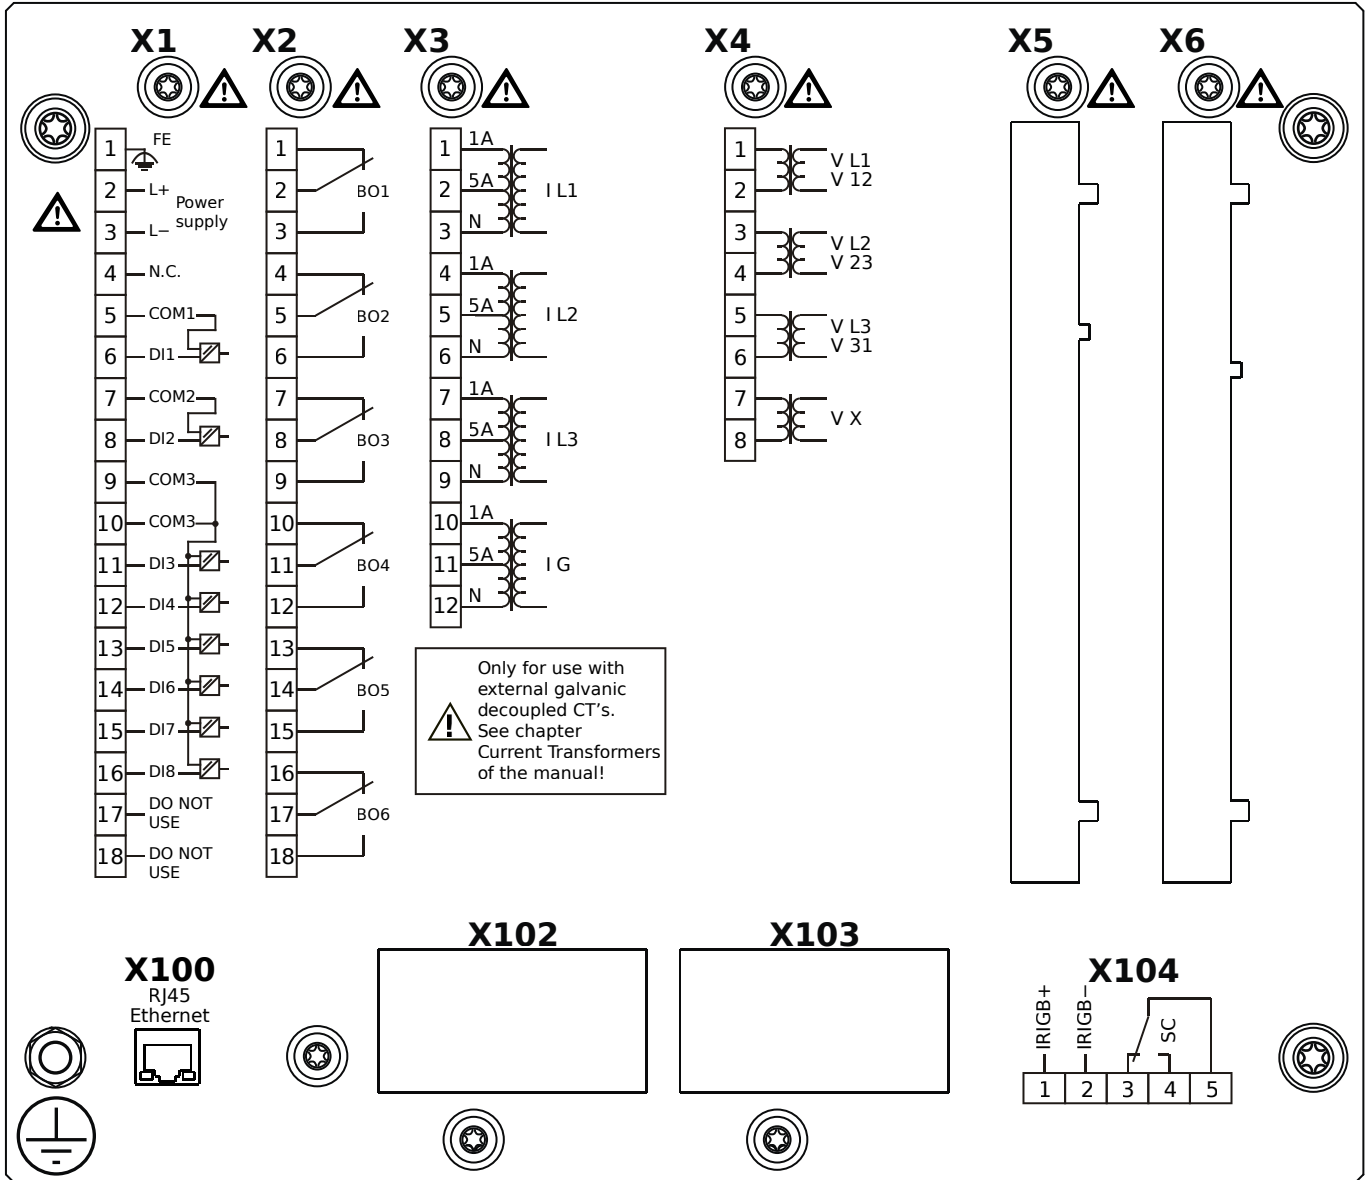 X1
X2
X3
X4
X5
X6
1
FE
2
L+
Power
supply
3
L−
4
N.C.
5
COM1
6
DI1
7
COM2
8
DI2
9
COM3
10
COM3
11
DI3
12
DI4
13
DI5
14
DI6
15
DI7
16
DI8
17
DO NOT
USE
18
DO NOT
USE
1
2
BO1
3
4
5
BO2
6
7
8
BO3
9
10
11
BO4
12
13
14
BO5
15
16
17
BO6
18
1
1A
2
5A
I L1
3
N
4
1A
5
5A
I L2
6
N
7
1A
8
5A
I L3
9
N
10
1A
11
5A
I G
12
N
Only for use with
external galvanic
decoupled CT's.
See chapter
Current Transformers
of the manual!
1
2
V L1
V 12
3
4
V L2
V 23
5
6
V L3
V 31
7
8
V X
X100
RJ45
Ethernet
X102
X103
X104
IRIGB+
IRIGB−
SC
1 2 3 4 5